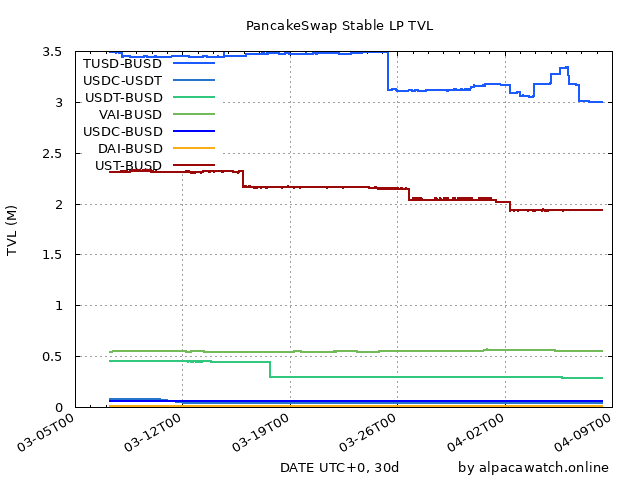 PancakeSwap Stable LP TVL
3.5
3
2.5
2
1.5
1
0.5
0
TVL (M)
TUSD-BUSD
USDC-USDT
USDT-BUSD
VAI-BUSD
USDC-BUSD
DAI-BUSD
UST-BUSD
03-05T00
03-12T00
03-19T00
03-26T00
04-02T00
04-09T00
DATE UTC+0, 30d
by alpacawatch.online